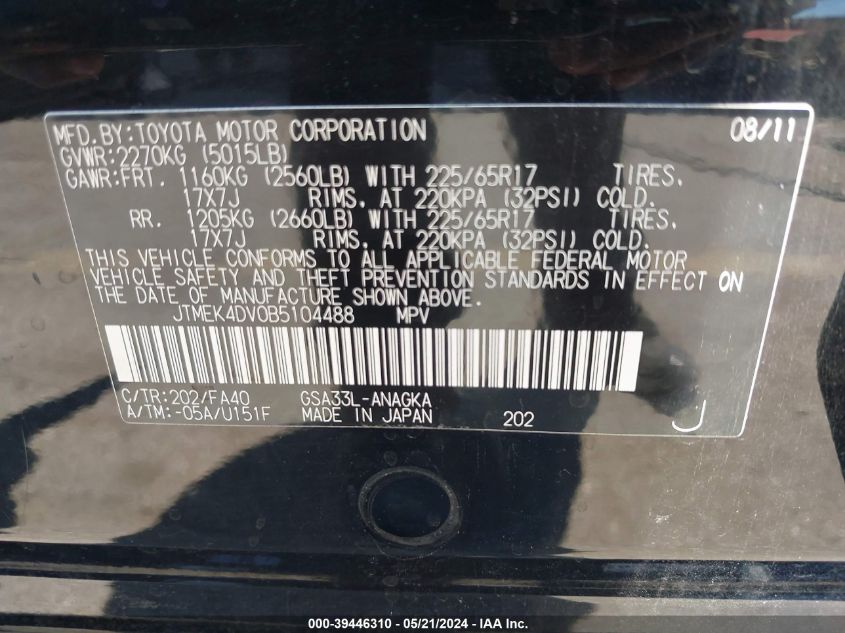 MFD.BY:TOYOTA MOTOR CORPORATION 08/11
GVWR:2270KG (5015LB)
GAWR:FRT. 1160KG (2560LB) WITH 225/65R17 TIRES.
17X7J RIMS. AT 220KPA (32PSI) COLD.
RR. 1205KG (2660LB) WITH 225/65R17 TIRES.
17X7J RIMS. AT 220KPA (32PSI) COLD.
THIS VEHICLE CONFORMS TO ALL APPLICABLE FEDERAL MOTOR
VEHICLE SAFETY AND THEFT PREVENTION STANDARDS IN EFFECT ON
THE DATE OF MANUFACTURE SHOWN ABOVE.
JTMEK4DV0B5104488 MPV
C/TR:202/FA40 GSA33L-ANAGKA
A/TM:-05A/U151F MADE IN JAPAN 202 J
000-39446310 - 05/21/2024 - IAA Inc.